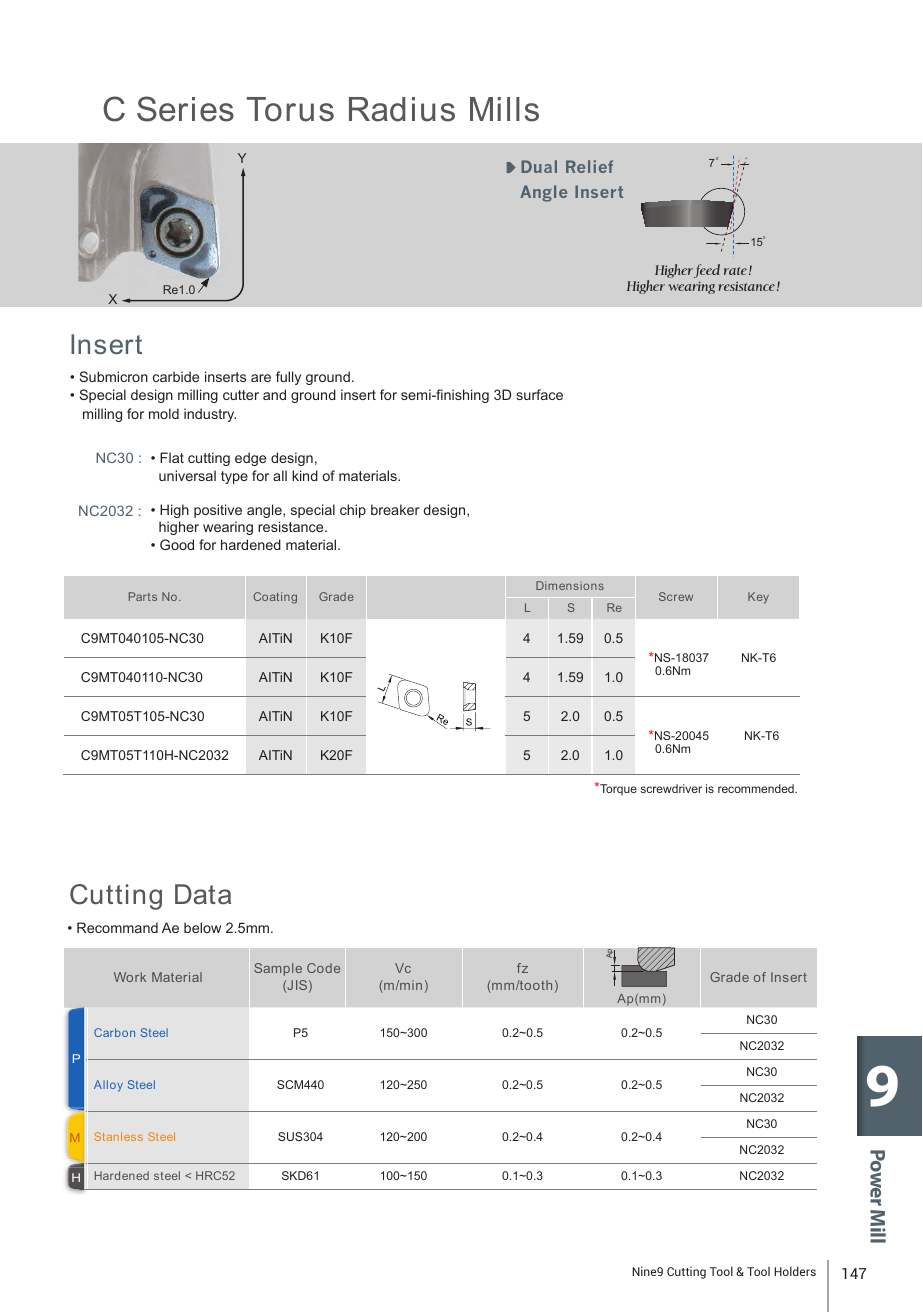 C Series Torus Radius Mills
Y
X
Re1.0
Dual Relief
Angle Insert
7°
15°
Higher feed rate!
Higher wearing resistance!
Insert
• Submicron carbide inserts are fully ground.
• Special design milling cutter and ground insert for semi-finishing 3D surface
milling for mold industry.
NC30 : • Flat cutting edge design,
universal type for all kind of materials.
NC2032 : • High positive angle, special chip breaker design,
higher wearing resistance.
• Good for hardened material.
Parts No. Coating Grade Dimensions Screw Key
L S Re
C9MT040105-NC30 AlTiN K10F 4 1.59 0.5
C9MT040110-NC30 AlTiN K10F 4 1.59 1.0
*NS-18037 NK-T6
0.6Nm
C9MT05T105-NC30 AlTiN K10F 5 2.0 0.5
C9MT05T110H-NC2032 AlTiN K20F 5 2.0 1.0
*NS-20045 NK-T6
0.6Nm
L
Re
S
*Torque screwdriver is recommended.
Cutting Data
• Recommand Ae below 2.5mm.
Work Material Sample Code (JIS) Vc (m/min) fz (mm/tooth) Ap Ap(mm) Grade of Insert
P
Carbon Steel P5 150~300 0.2~0.5 0.2~0.5 NC30
NC2032
Alloy Steel SCM440 120~250 0.2~0.5 0.2~0.5 NC30
NC2032
M
Stanless Steel SUS304 120~200 0.2~0.4 0.2~0.4 NC30
NC2032
H
Hardened steel < HRC52 SKD61 100~150 0.1~0.3 0.1~0.3 NC2032
9
Power Mill
Nine9 Cutting Tool & Tool Holders 147